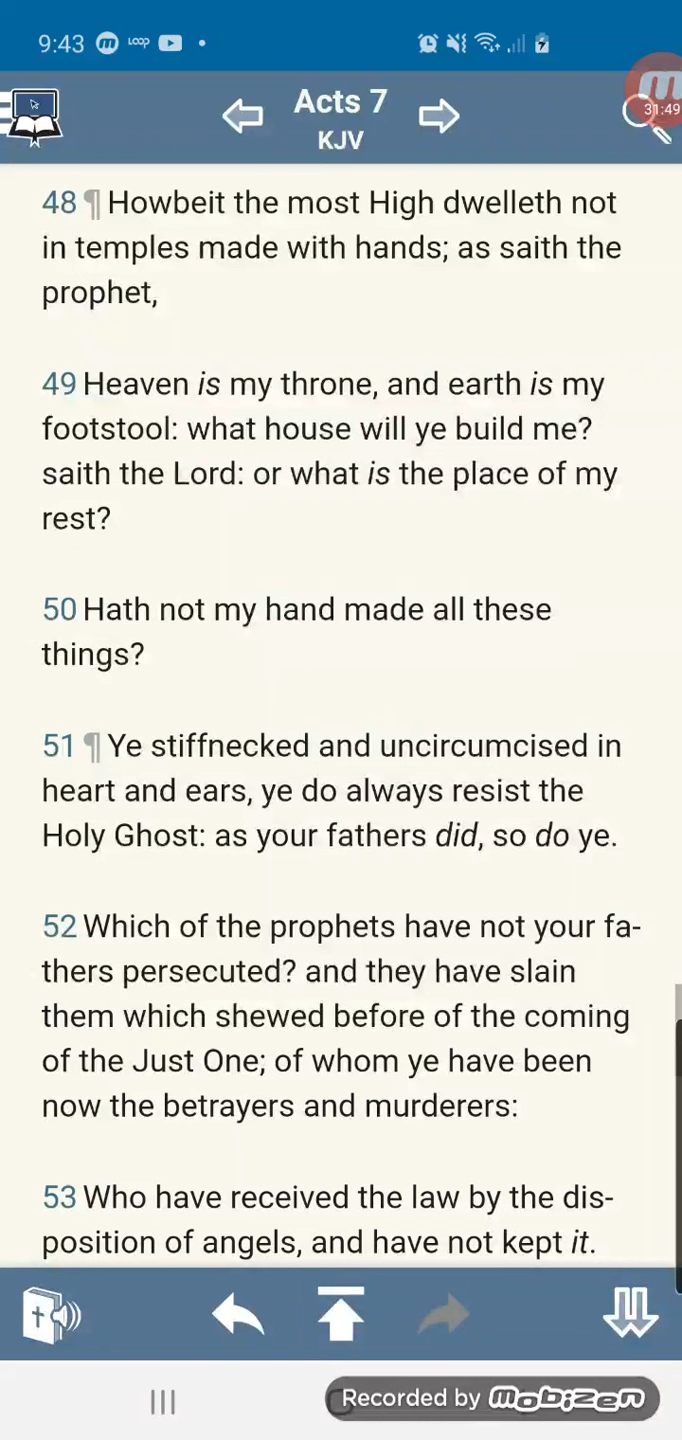 9:43 m LOOP
Acts 7
KJV
31:49
48 ¶ Howbeit the most High dwelleth not
in temples made with hands; as saith the
prophet,
49 Heaven is my throne, and earth is my
footstool: what house will ye build me?
saith the Lord: or what is the place of my
rest?
50 Hath not my hand made all these
things?
51 ¶ Ye stiffnecked and uncircumcised in
heart and ears, ye do always resist the
Holy Ghost: as your fathers did, so do ye.
52 Which of the prophets have not your fa-
thers persecuted? and they have slain
them which shewed before of the coming
of the Just One; of whom ye have been
now the betrayers and murderers:
53 Who have received the law by the dis-
position of angels, and have not kept it.
Recorded by mobizen